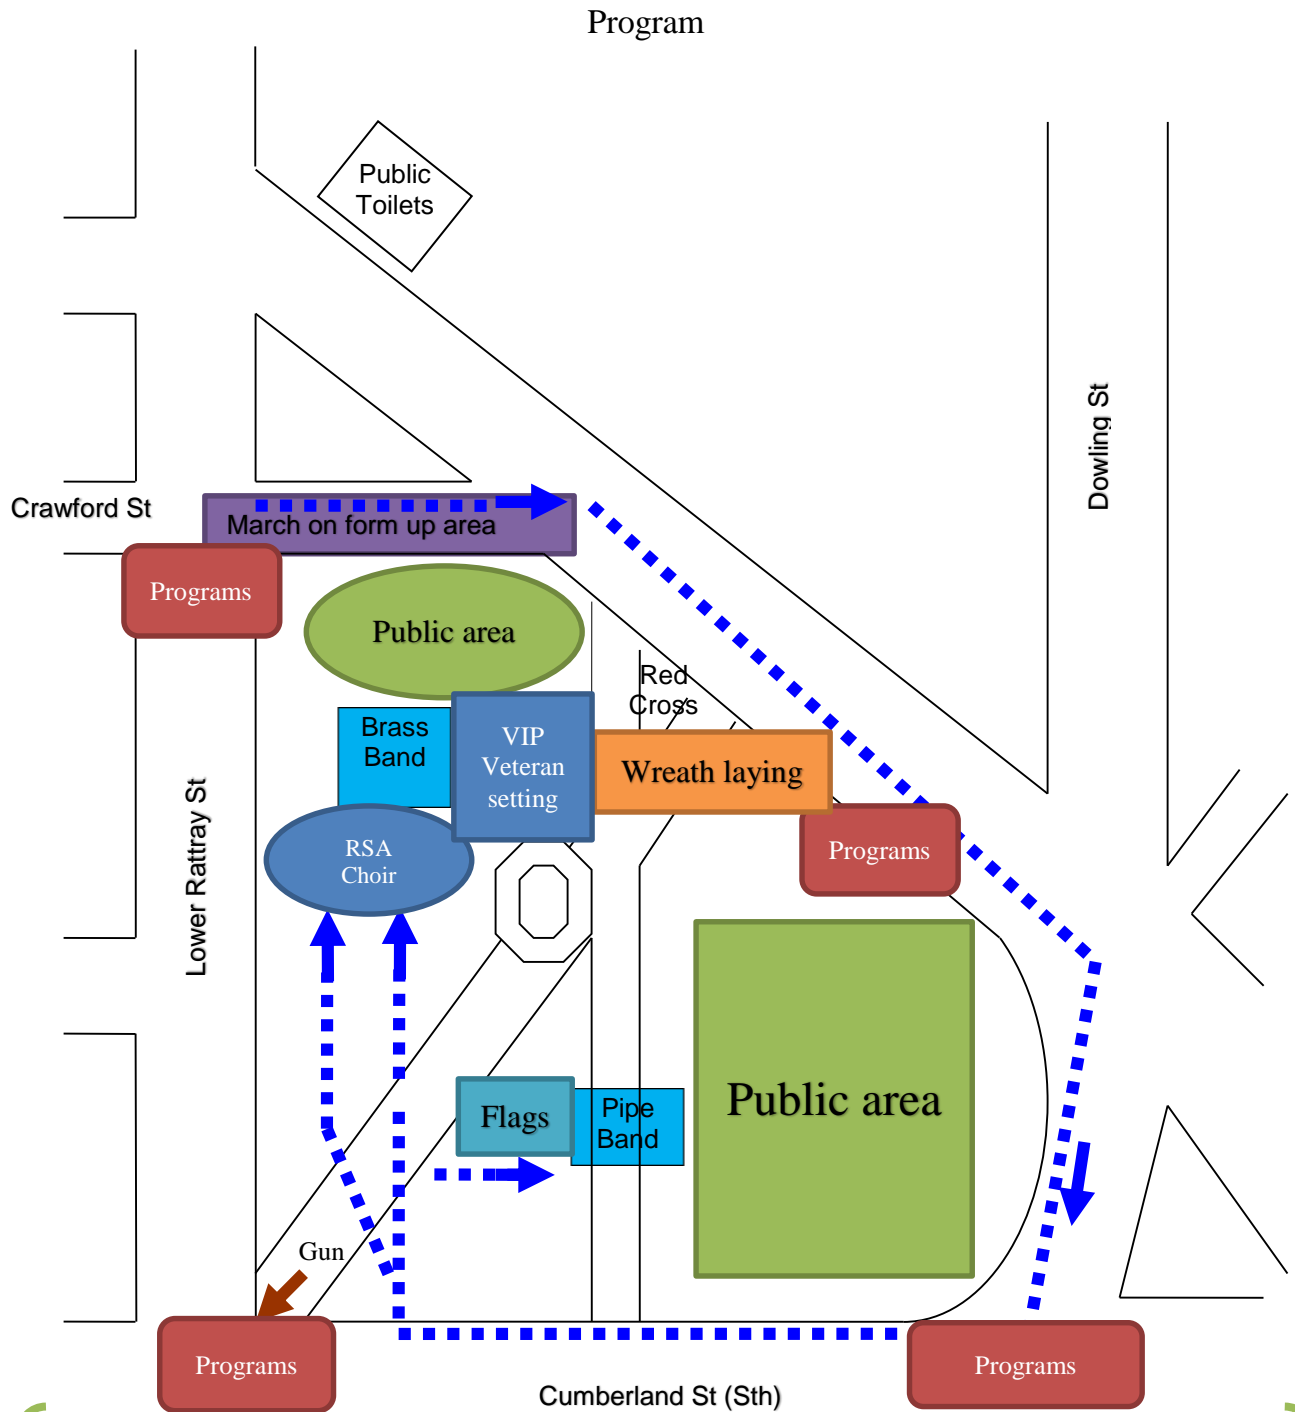 Program
Public
Toilets
Dowling St
Crawford St
March on form up area
Programs
Public area
Red
Cross
Brass
Band
VIP
Veteran
setting
Wreath laying
Lower Rattray St
RSA
Choir
Programs
Flags
Pipe
Band
Public area
Gun
Programs
Programs
Cumberland St (Sth)